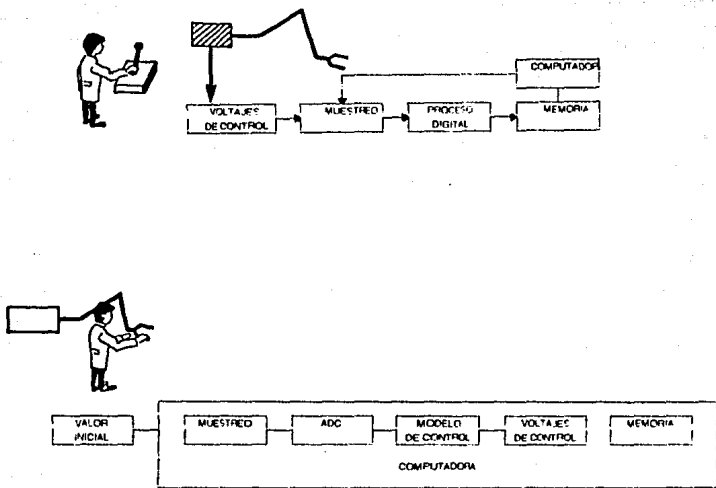 COMPUTADOR
VOLTAJES
DE CONTROL
MUESTREO
PROCESO
DIGITAL
MEMORIA
VALOR
INICIAL
MUESTREO
ADC
MODELO
DE CONTROL
VOLTAJES
DE CONTROL
MEMORIA
COMPUTADORA